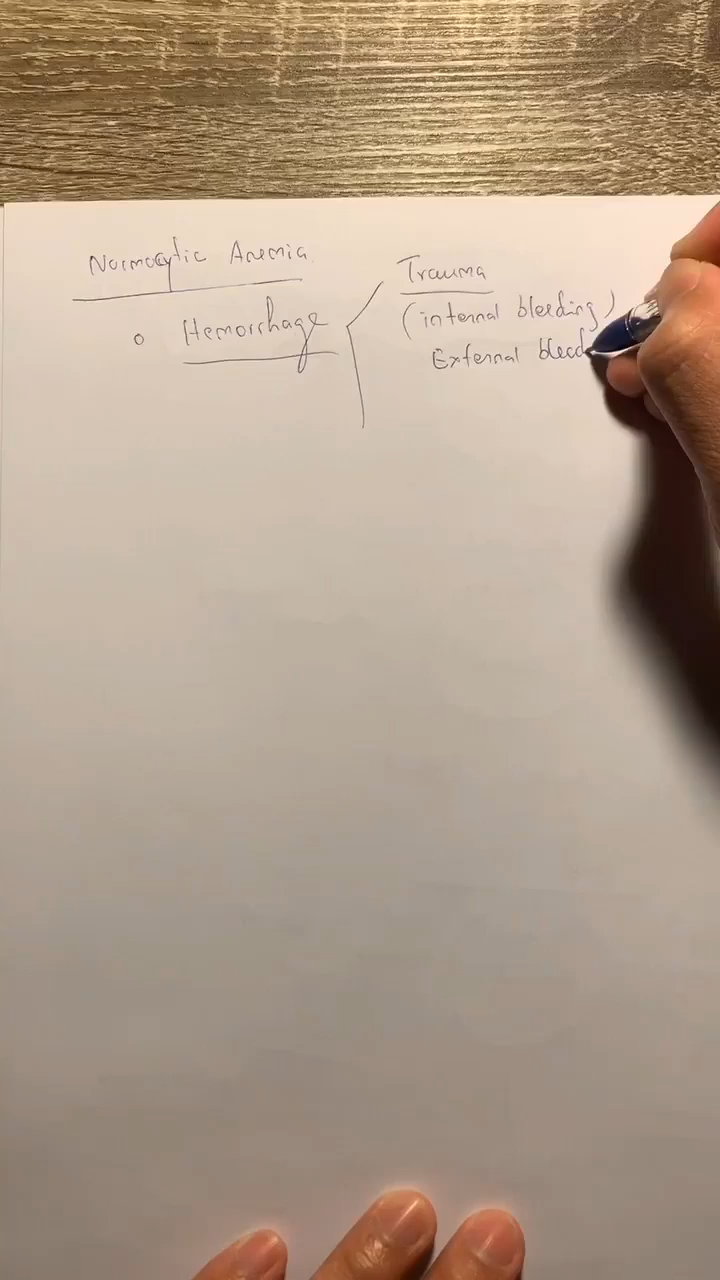 Normocytic Anemia
Trauma
o Hemorrhage
(internal bleeding)
External bleed